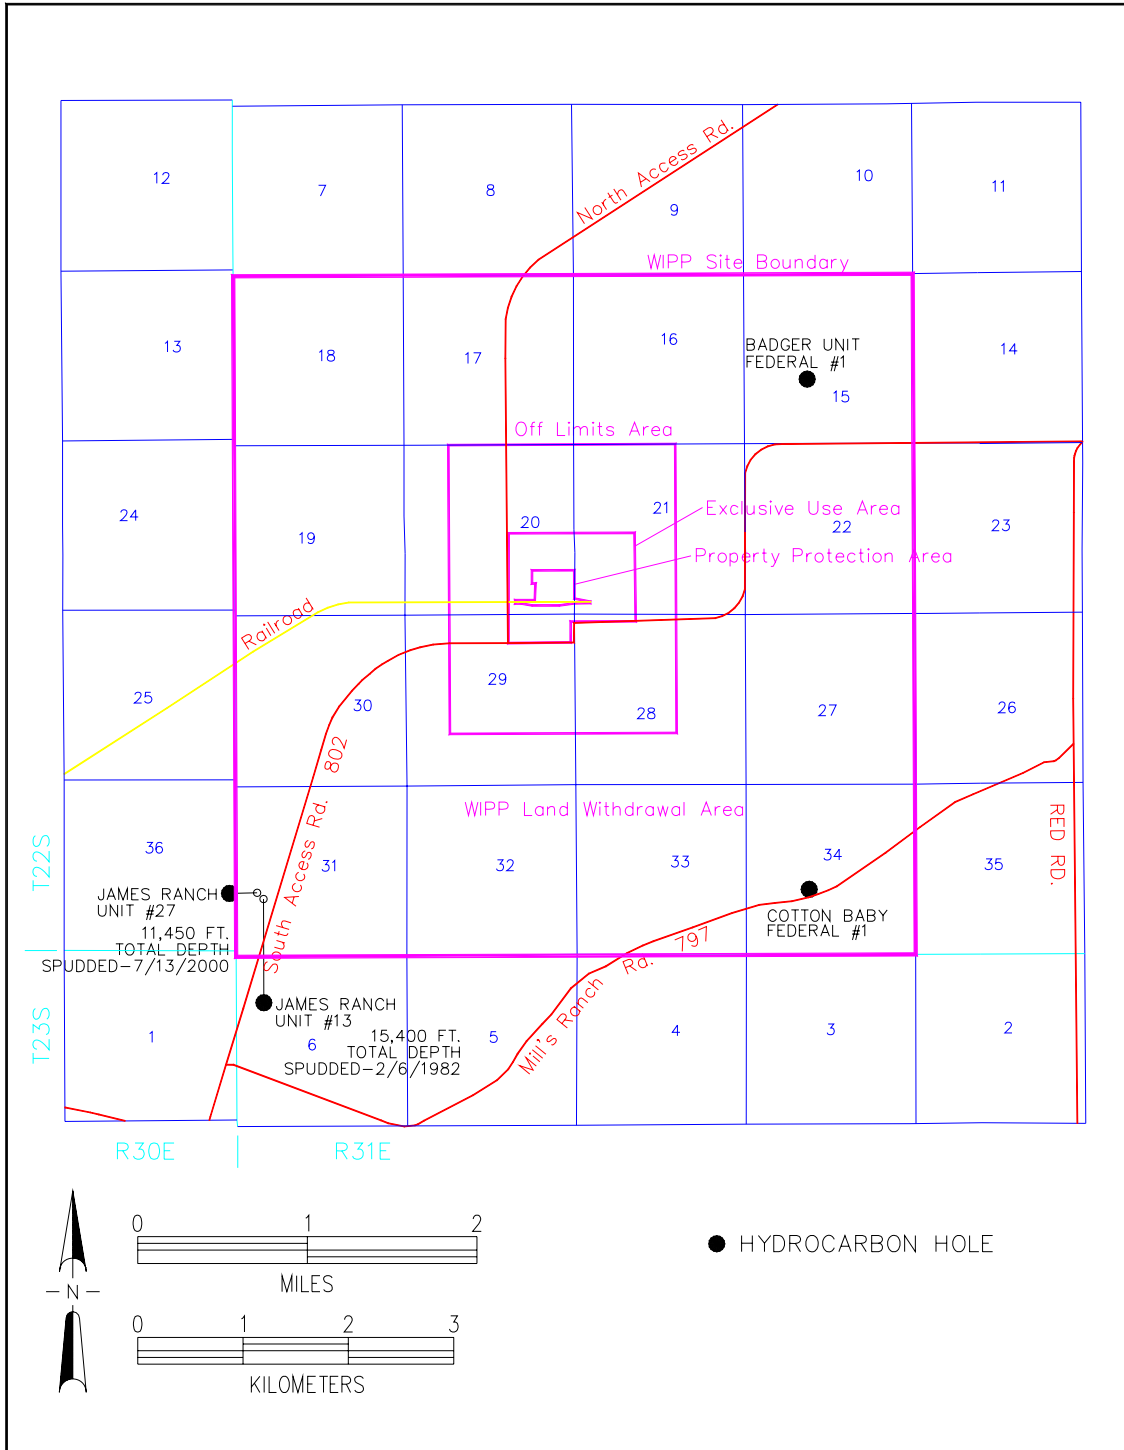 12
7
8
North Access Rd.
9
10
11
WIPP Site Boundary
13
18
17
16
BADGER UNIT
FEDERAL #1
15
14
Off Limits Area
24
19
20
21
Exclusive Use Area
22
23
Property Protection Area
Railroad
25
30
29
28
27
26
South Access Rd. 802
WIPP Land Withdrawal Area
RED RD.
T22S
36
31
32
33
34
35
JAMES RANCH
UNIT #27
11,450 FT.
TOTAL DEPTH
SPUDDED-7/13/2000
COTTON BABY
FEDERAL #1
Mill's Ranch Rd. 797
T23S
JAMES RANCH
UNIT #13
15,400 FT.
TOTAL DEPTH
SPUDDED-2/6/1982
1
6
5
4
3
2
R30E
R31E
0 1 2
MILES
-N-
0 1 2 3
KILOMETERS
HYDROCARBON HOLE